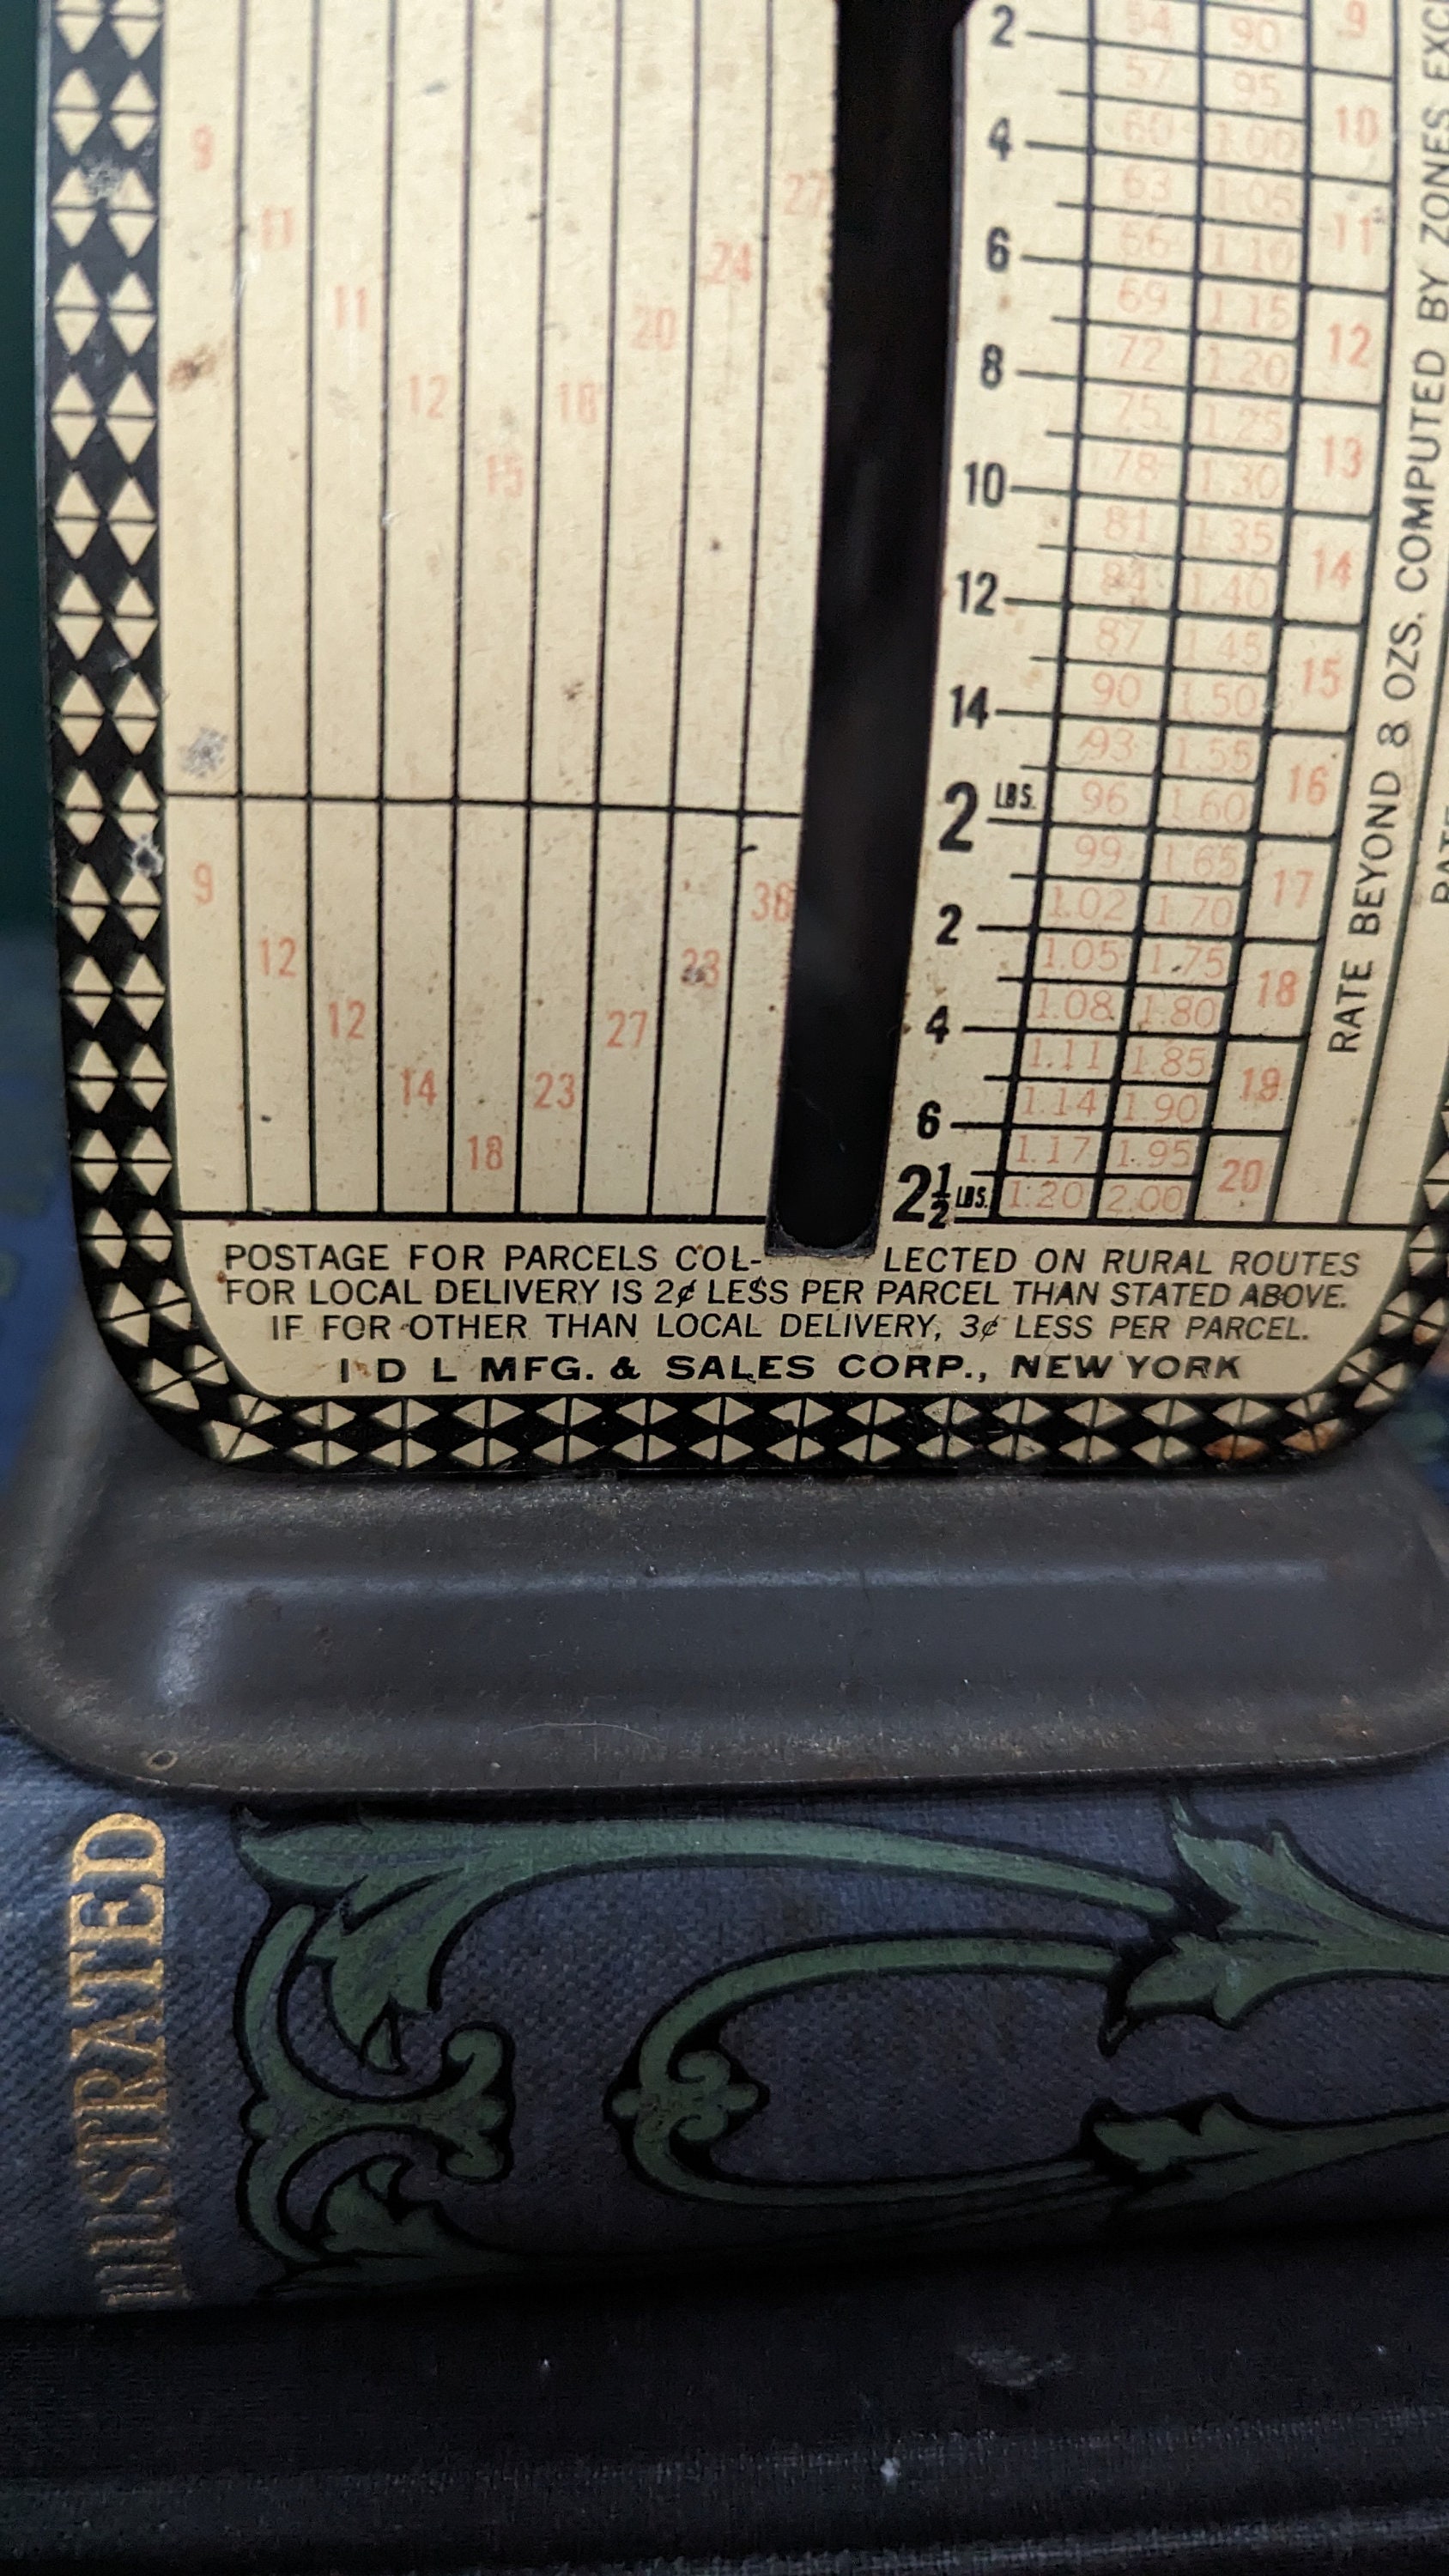 2 54 90 9
57 95
4 60 1.00 10
9 63 1.05
11 27 6 66 1.10 11
24 69 1.15
11 20 8 72 1.20 12
12 18 75 1.25
15 10 78 1.30 13
81 1.35
12 84 1.40 14
87 1.45
14 90 1.50 15
93 1.55
2 LBS. 96 1.60 16
99 1.65
9 36 2 1.02 1.70 17
12 1.05 1.75
12 27 4 1.08 1.80 18
14 23 1.11 1.85
6 1.14 1.90 19
18 1.17 1.95
2½ LBS. 1.20 2.00 20
RATE BEYOND 8 OZS. COMPUTED BY ZONES
POSTAGE FOR PARCELS COL- LECTED ON RURAL ROUTES
FOR LOCAL DELIVERY IS 2¢ LESS PER PARCEL THAN STATED ABOVE.
IF FOR OTHER THAN LOCAL DELIVERY, 3¢ LESS PER PARCEL.
I D L MFG. & SALES CORP., NEW YORK
ILLUSTRATED